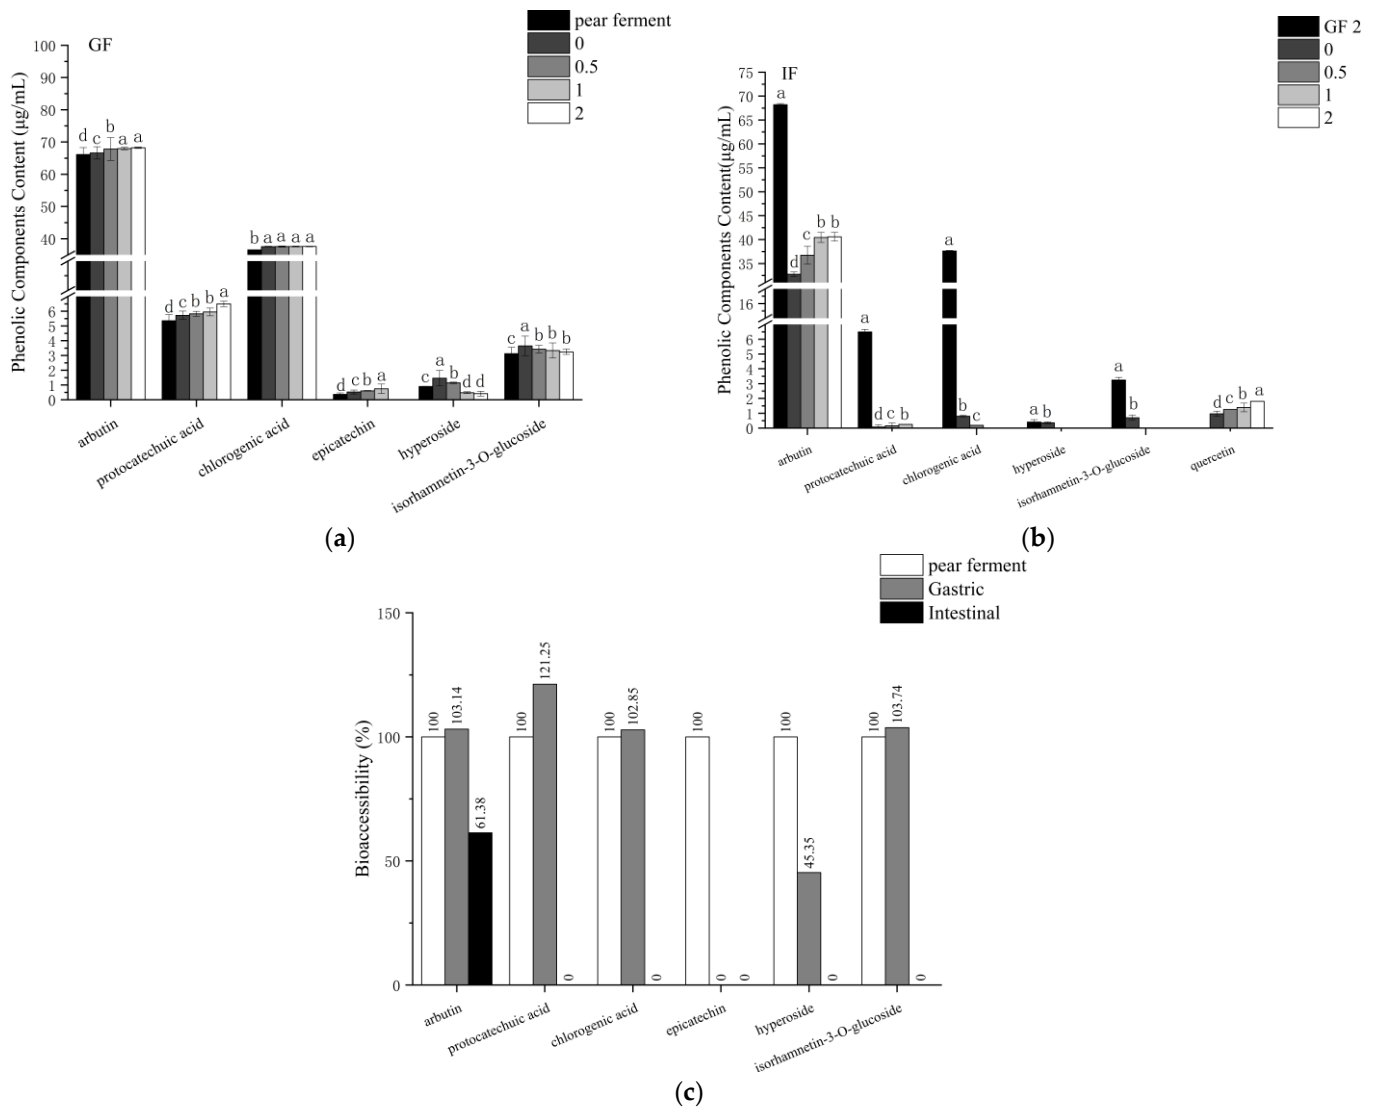 GF
pear ferment
0
0.5
1
2
Phenolic Components Content (μg/mL)
100
90
80
70
60
50
40
6
5
4
3
2
1
0
d c b a a
d c b b a
b a a a a
d c b a
c a b d d
c a b b b
arbutin
protocatechuic acid
chlorogenic acid
epicatechin
hyperoside
isorhamnetin-3-O-glucoside
(a)
IF
GF 2
0
0.5
1
2
Phenolic Components Content(μg/mL)
75
70
65
60
55
50
45
40
35
16
6
5
4
3
2
1
0
a d c b b
a d c b
a b c
a b
a b
d c b a
arbutin
protocatechuic acid
chlorogenic acid
hyperoside
isorhamnetin-3-O-glucoside
quercetin
(b)
pear ferment
Gastric
Intestinal
Bioaccessibility (%)
150
100
50
0
100 103.14 61.38
100 121.25 0
100 102.85 0
100 0 0
100 45.35 0
100 103.74 0
arbutin
protocatechuic acid
chlorogenic acid
epicatechin
hyperoside
isorhamnetin-3-O-glucoside
(c)